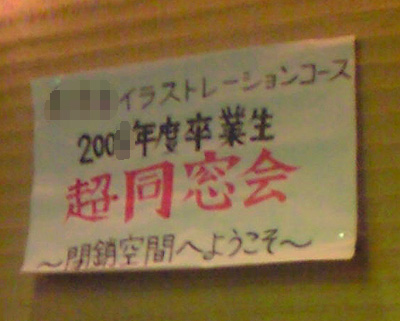 イラストレーションコース
200 年度卒業生
超同窓会
～閉鎖空間へようこそ～